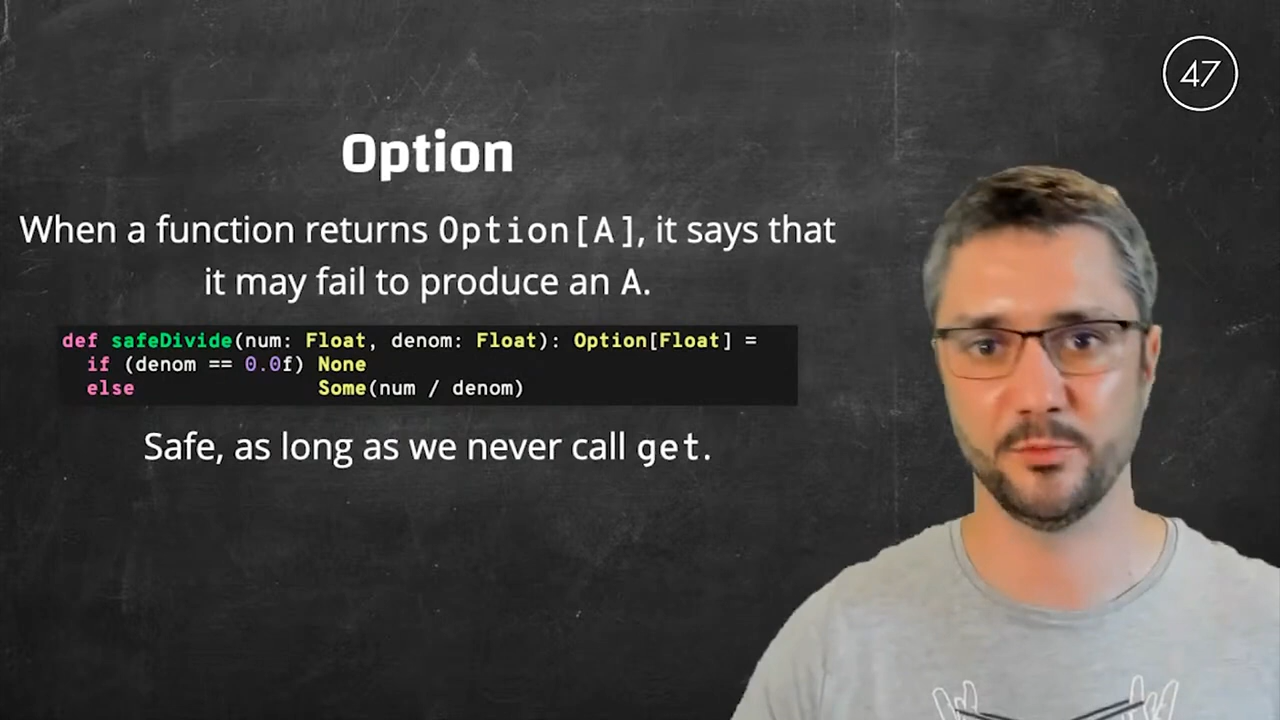 47
Option
When a function returns Option[A], it says that
it may fail to produce an A.
def safeDivide(num: Float, denom: Float): Option[Float] =
  if (denom == 0.0f) None
  else               Some(num / denom)
Safe, as long as we never call get.